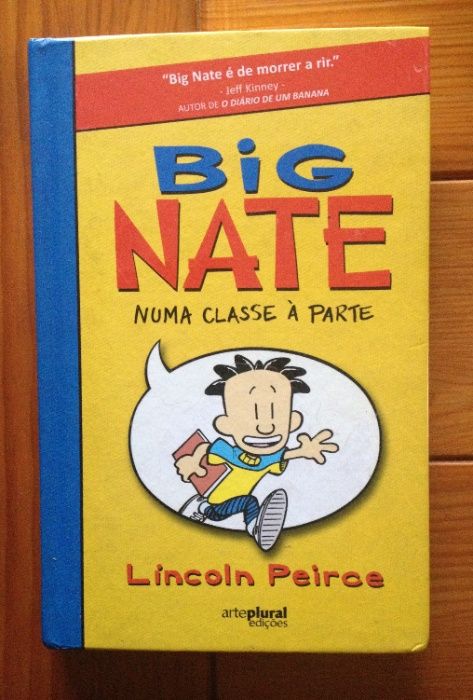 “Big Nate é de morrer a rir.”
- Jeff Kinney -
AUTOR DE O DIÁRIO DE UM BANANA
BiG
NATE
NUMA CLASSE À PARTE
Lincoln Peirce
arteplural
edições